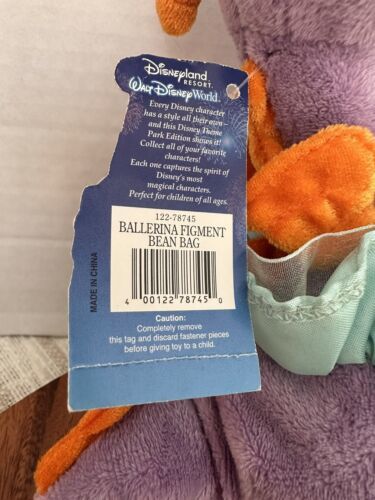 Disneyland
RESORT
Walt Disney World
Every Disney character
has a style all their own
and this Disney Theme
Park Edition shows it!
Collect all of your favorite
characters!
Each one captures the spirit of
Disney's most
magical characters.
Perfect for children of all ages.
122-78745
BALLERINA FIGMENT
BEAN BAG
4 00122 78745 0
MADE IN CHINA
Caution:
Completely remove
this tag and discard fastener pieces
before giving toy to a child.